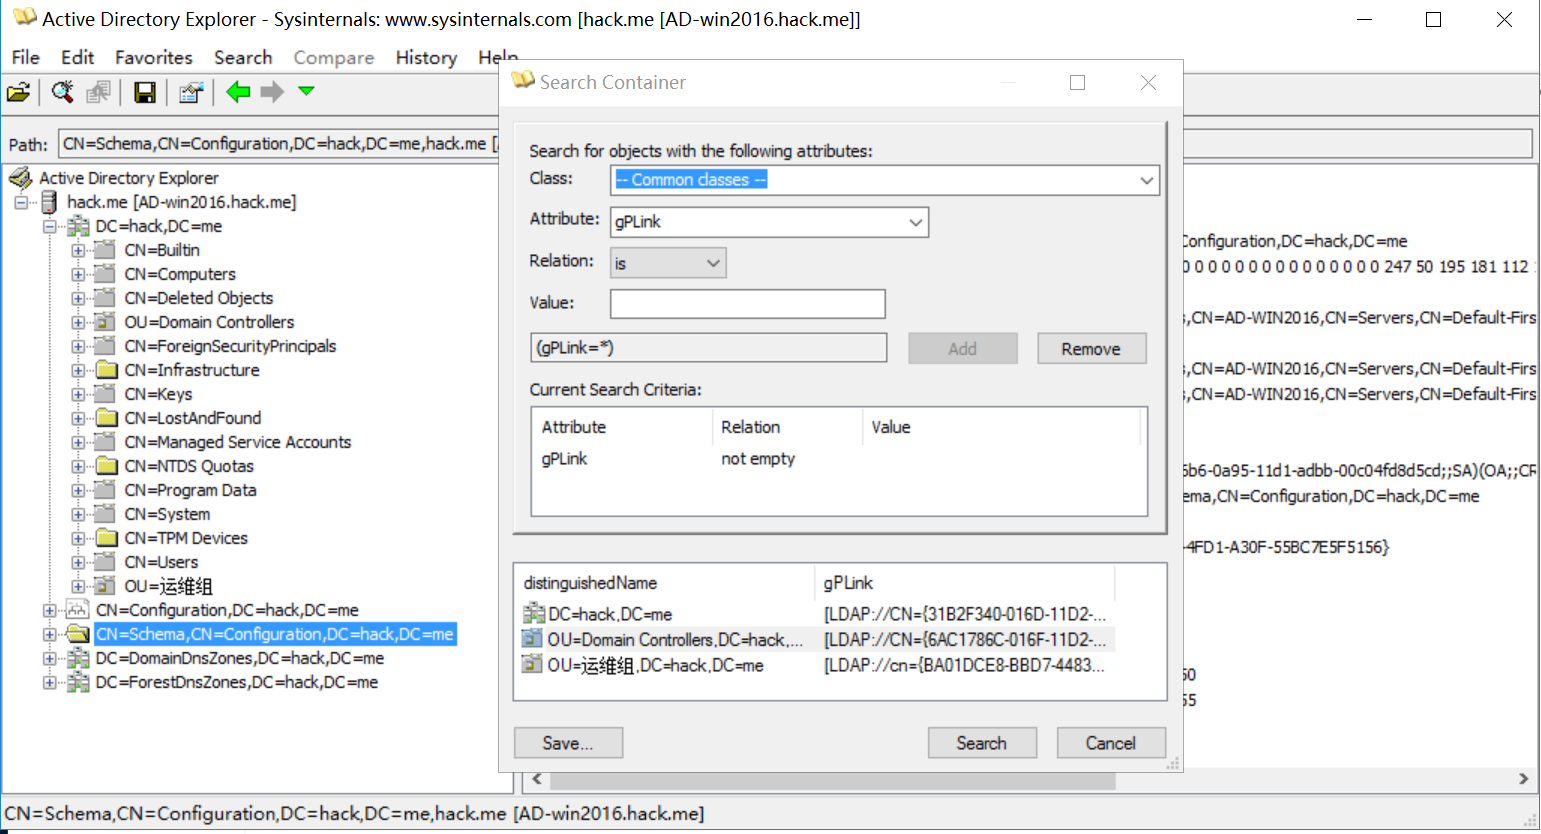 Active Directory Explorer - Sysinternals: www.sysinternals.com [hack.me [AD-win2016.hack.me]]
File Edit Favorites Search Compare History Help
Path: CN=Schema,CN=Configuration,DC=hack,DC=me,hack.me [
Active Directory Explorer
hack.me [AD-win2016.hack.me]
DC=hack,DC=me
CN=Builtin
CN=Computers
CN=Deleted Objects
OU=Domain Controllers
CN=ForeignSecurityPrincipals
CN=Infrastructure
CN=Keys
CN=LostAndFound
CN=Managed Service Accounts
CN=NTDS Quotas
CN=Program Data
CN=System
CN=TPM Devices
CN=Users
OU=运维组
CN=Configuration,DC=hack,DC=me
CN=Schema,CN=Configuration,DC=hack,DC=me
DC=DomainDnsZones,DC=hack,DC=me
DC=ForestDnsZones,DC=hack,DC=me
Search Container
Search for objects with the following attributes:
Class: -- Common classes --
Attribute: gPLink
Relation: is
Value:
(gPLink=*) Add Remove
Current Search Criteria:
Attribute Relation Value
gPLink not empty
distinguishedName gPLink
DC=hack,DC=me [LDAP://CN={31B2F340-016D-11D2-...
OU=Domain Controllers,DC=hack,... [LDAP://CN={6AC1786C-016F-11D2-...
OU=运维组,DC=hack,DC=me [LDAP://cn={BA01DCE8-BBD7-4483...
Save... Search Cancel
Configuration,DC=hack,DC=me
0 0 0 0 0 0 0 0 0 0 0 0 0 0 0 0 247 50 195 181 112
,CN=AD-WIN2016,CN=Servers,CN=Default-Firs
,CN=AD-WIN2016,CN=Servers,CN=Default-Firs
,CN=AD-WIN2016,CN=Servers,CN=Default-Firs
6b6-0a95-11d1-adbb-00c04fd8d5cd;;SA)(OA;;CR
ema,CN=Configuration,DC=hack,DC=me
-4FD1-A30F-55BC7E5F5156}
50
55
CN=Schema,CN=Configuration,DC=hack,DC=me,hack.me [AD-win2016.hack.me]